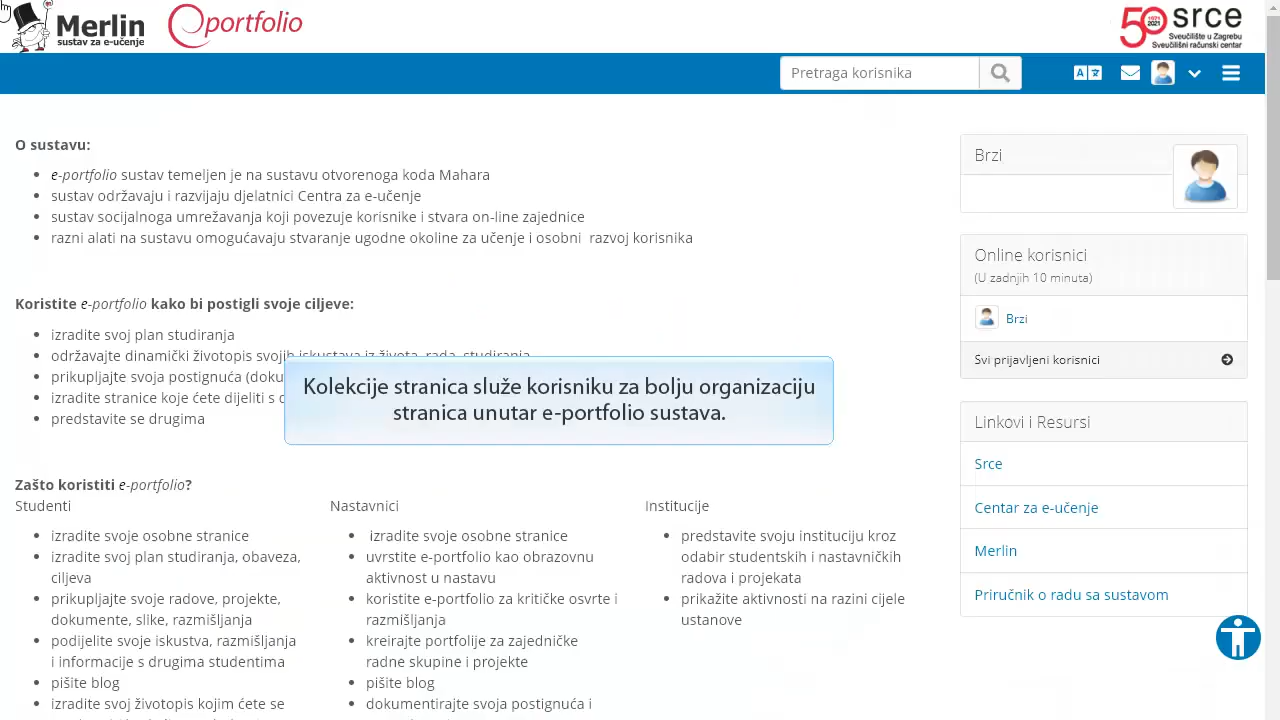 Merlin
sustav za e-učenje
portfolio
50
1971
2021
srce
Sveučilište u Zagrebu
Sveučilišni računski centar
Pretraga korisnika
O sustavu:
e-portfolio sustav temeljen je na sustavu otvorenoga koda Mahara
sustav održavaju i razvijaju djelatnici Centra za e-učenje
sustav socijalnoga umrežavanja koji povezuje korisnike i stvara on-line zajednice
razni alati na sustavu omogućavaju stvaranje ugodne okoline za učenje i osobni razvoj korisnika
Koristite e-portfolio kako bi postigli svoje ciljeve:
izradite svoj plan studiranja
održavajte dinamički životopis svojih iskustava iz života, rada, studiranja
prikupljajte svoja postignuća
izradite stranice koje ćete dijeliti s
predstavite se drugima
Kolekcije stranica služe korisniku za bolju organizaciju
stranica unutar e-portfolio sustava.
Zašto koristiti e-portfolio?
Studenti
izradite svoje osobne stranice
izradite svoj plan studiranja, obaveza,
ciljeva
prikupljajte svoje radove, projekte,
dokumente, slike, razmišljanja
podijelite svoje iskustva, razmišljanja
i informacije s drugima studentima
pišite blog
izradite svoj životopis kojim ćete se
Nastavnici
izradite svoje osobne stranice
uvrstite e-portfolio kao obrazovnu
aktivnost u nastavu
koristite e-portfolio za kritičke osvrte i
razmišljanja
kreirajte portfolije za zajedničke
radne skupine i projekte
pišite blog
dokumentirajte svoja postignuća i
Institucije
predstavite svoju instituciju kroz
odabir studentskih i nastavničkih
radova i projekata
prikažite aktivnosti na razini cijele
ustanove
Brzi
Online korisnici
(U zadnjih 10 minuta)
Brzi
Svi prijavljeni korisnici
Linkovi i Resursi
Srce
Centar za e-učenje
Merlin
Priručnik o radu sa sustavom